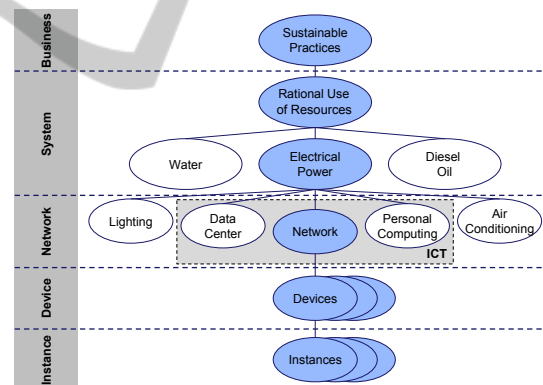 Business
Sustainable
Practices
System
Rational Use
of Resources
Water
Electrical
Power
Diesel
Oil
Network
Lighting
Data
Center
Network
Personal
Computing
Air
Conditioning
ICT
Device
Devices
Instance
Instances